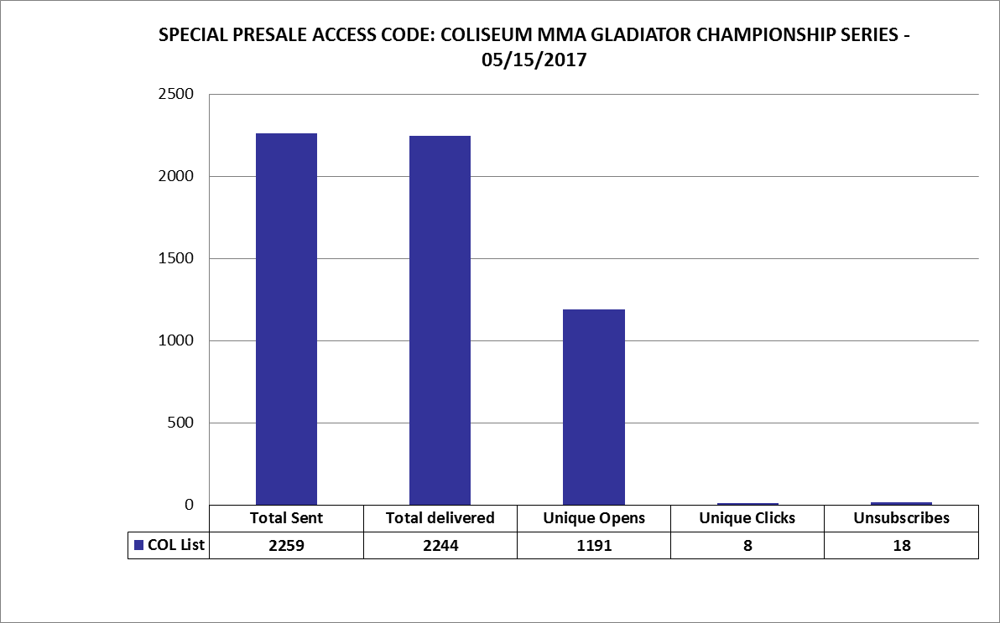 SPECIAL PRESALE ACCESS CODE: COLISEUM MMA GLADIATOR CHAMPIONSHIP SERIES -
05/15/2017
2500
2000
1500
1000
500
0
Total Sent Total delivered Unique Opens Unique Clicks Unsubscribes
COL List 2259 2244 1191 8 18